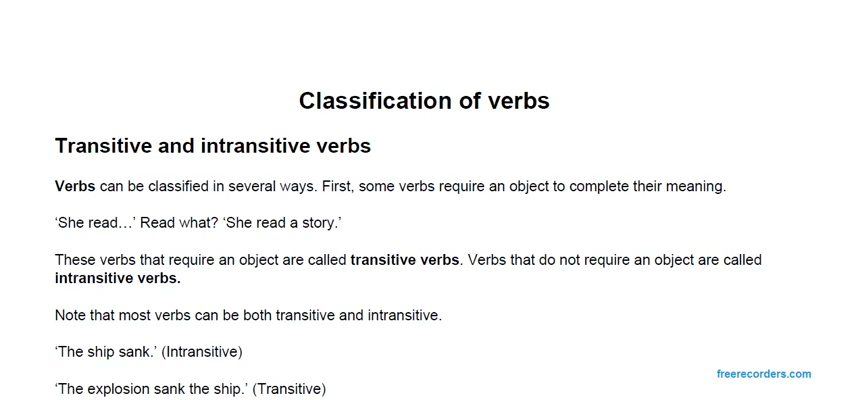 Classification of verbs
Transitive and intransitive verbs
Verbs can be classified in several ways. First, some verbs require an object to complete their meaning.
‘She read…’ Read what? ‘She read a story.’
These verbs that require an object are called transitive verbs. Verbs that do not require an object are called
intransitive verbs.
Note that most verbs can be both transitive and intransitive.
‘The ship sank.’ (Intransitive)
freerecorders.com
‘The explosion sank the ship.’ (Transitive)